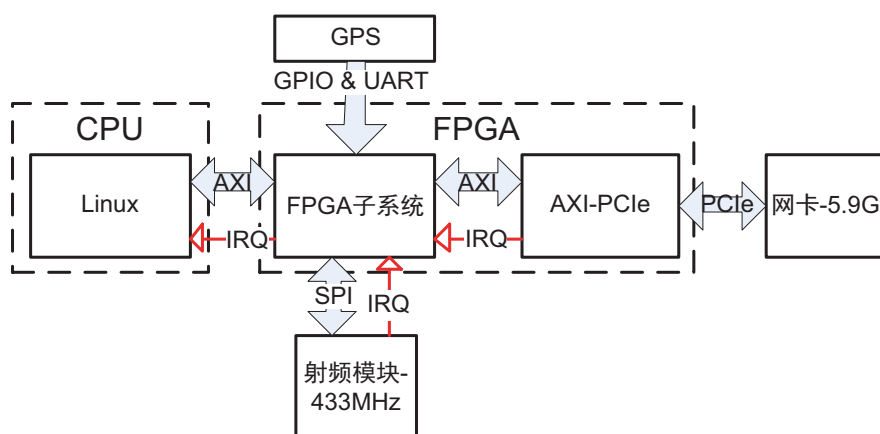 GPS
GPIO & UART
CPU
FPGA
Linux
AXI
FPGA子系统
AXI
AXI-PCIe
PCIe
网卡-5.9G
IRQ
IRQ
SPI
IRQ
射频模块-
433MHz